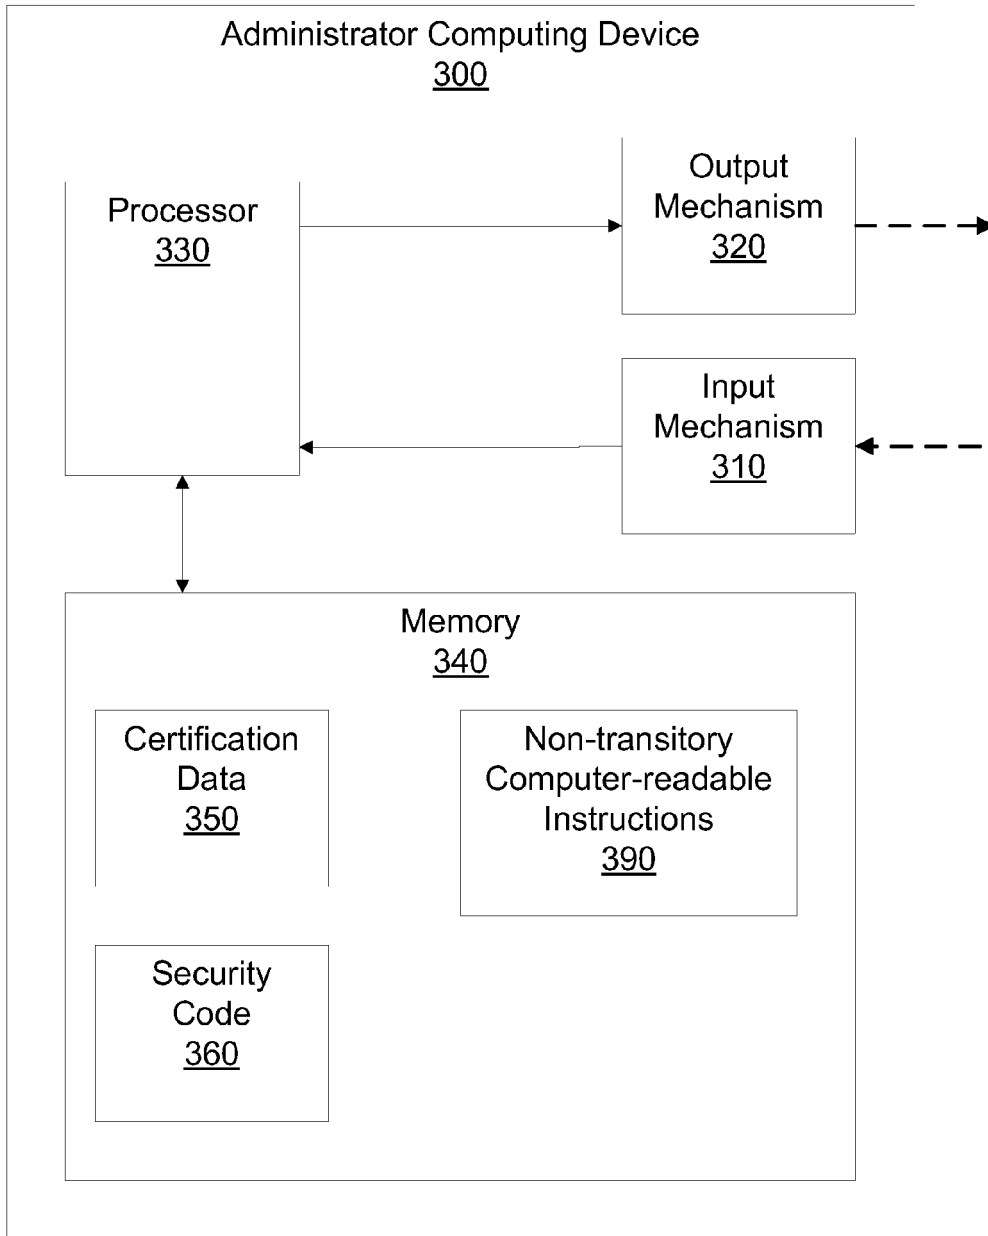 Administrator Computing Device
300
Processor
330
Output
Mechanism
320
Input
Mechanism
310
Memory
340
Certification
Data
350
Non-transitory
Computer-readable
Instructions
390
Security
Code
360